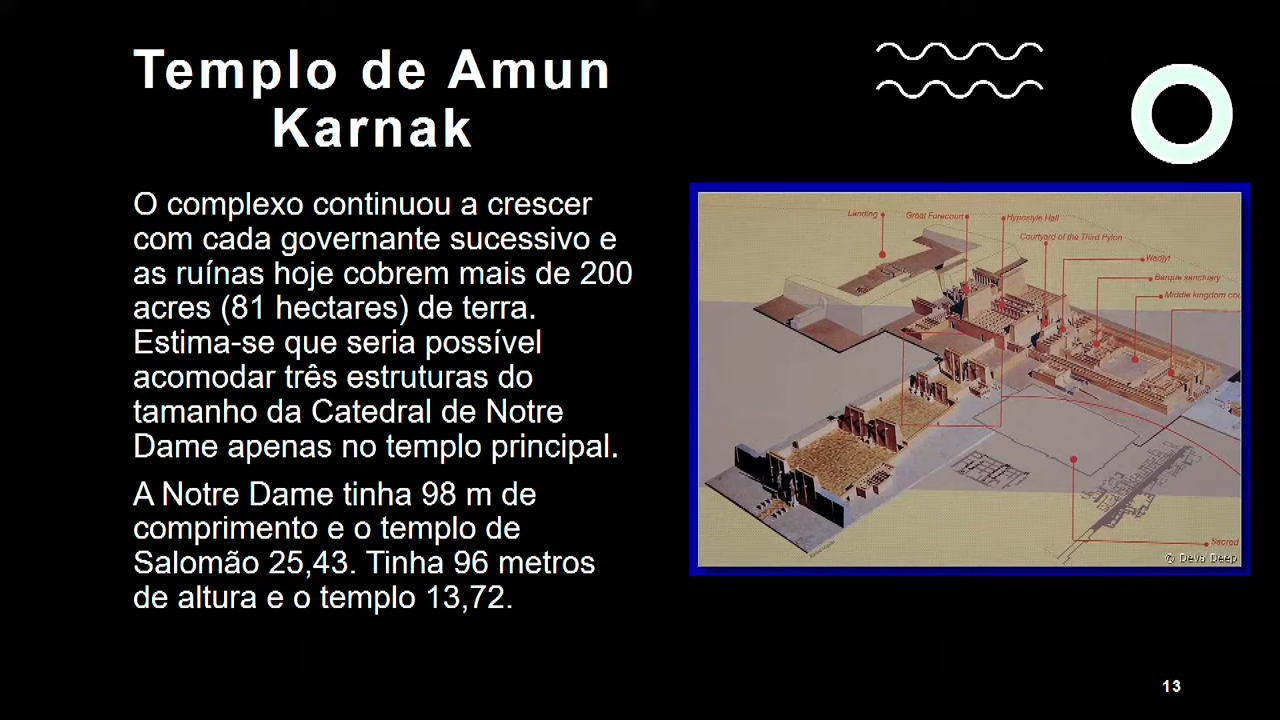 Templo de Amun
Karnak
O complexo continuou a crescer
com cada governante sucessivo e
as ruínas hoje cobrem mais de 200
acres (81 hectares) de terra.
Estima-se que seria possível
acomodar três estruturas do
tamanho da Catedral de Notre
Dame apenas no templo principal.
A Notre Dame tinha 98 m de
comprimento e o templo de
Salomão 25,43. Tinha 96 metros
de altura e o templo 13,72.
Landing
Great Forecourt
Hypostyle Hall
Courtyard of the Third Pylon
Wadjyt
Barque sanctuary
Middle kingdom cou
Sacred
© Deva Deep
13